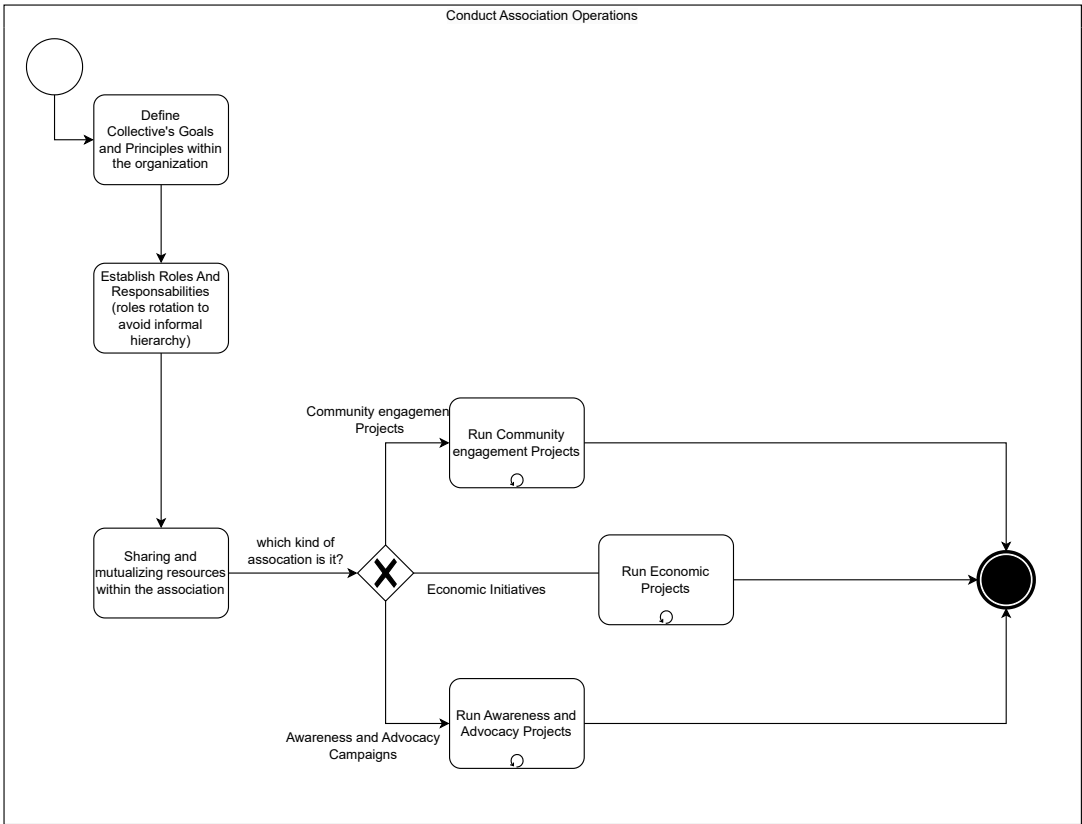 Conduct Association Operations
Define
Collective's Goals
and Principles within
the organization
Establish Roles And
Responsabilities
(roles rotation to
avoid informal
hierarchy)
Sharing and
mutualizing resources
within the association
which kind of
assocation is it?
Community engagemen
Projects
Run Community
engagement Projects
Economic Initiatives
Run Economic
Projects
Awareness and Advocacy
Campaigns
Run Awareness and
Advocacy Projects